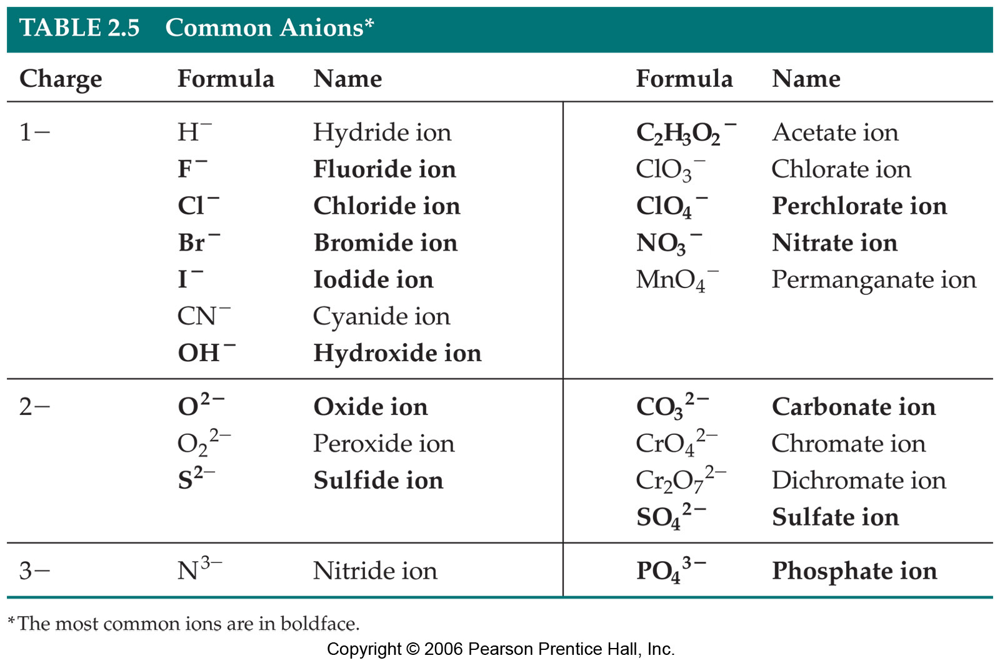 TABLE 2.5 Common Anions*
Charge Formula Name Formula Name
1− H⁻ Hydride ion C₂H₃O₂⁻ Acetate ion
F⁻ Fluoride ion ClO₃⁻ Chlorate ion
Cl⁻ Chloride ion ClO₄⁻ Perchlorate ion
Br⁻ Bromide ion NO₃⁻ Nitrate ion
I⁻ Iodide ion MnO₄⁻ Permanganate ion
CN⁻ Cyanide ion
OH⁻ Hydroxide ion
2− O²⁻ Oxide ion CO₃²⁻ Carbonate ion
O₂²⁻ Peroxide ion CrO₄²⁻ Chromate ion
S²⁻ Sulfide ion Cr₂O₇²⁻ Dichromate ion
SO₄²⁻ Sulfate ion
3− N³⁻ Nitride ion PO₄³⁻ Phosphate ion
*The most common ions are in boldface.
Copyright © 2006 Pearson Prentice Hall, Inc.